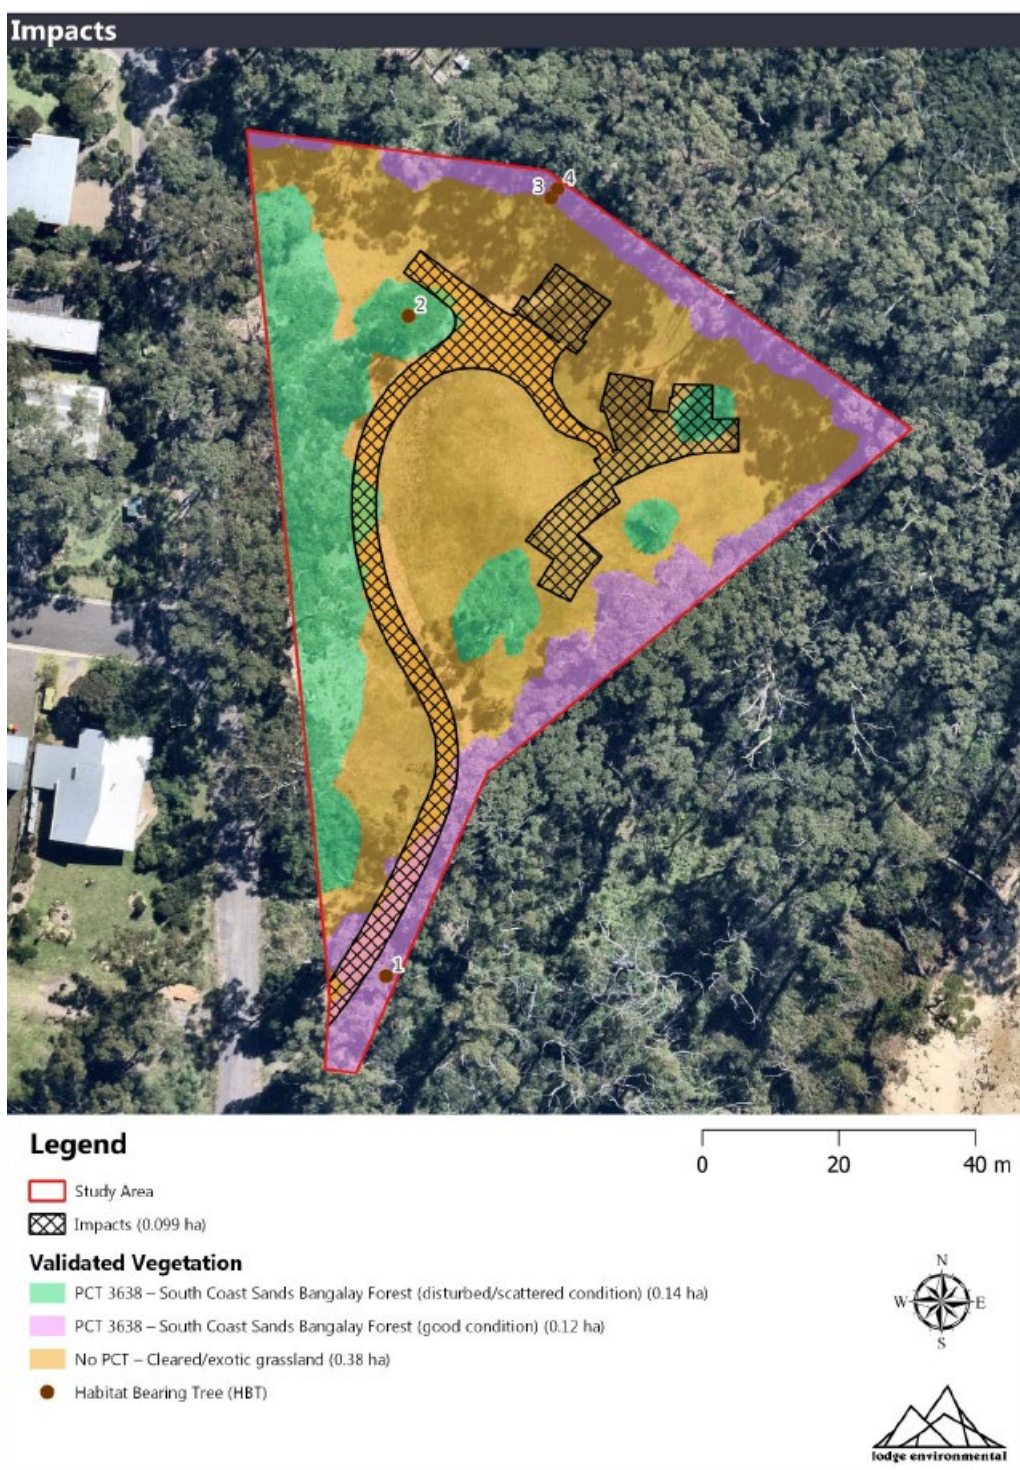 Impacts
4
3
2
1
Legend
0 20 40 m
Study Area
Impacts (0.099 ha)
Validated Vegetation
PCT 3638 – South Coast Sands Bangalay Forest (disturbed/scattered condition) (0.14 ha)
PCT 3638 – South Coast Sands Bangalay Forest (good condition) (0.12 ha)
No PCT – Cleared/exotic grassland (0.38 ha)
Habitat Bearing Tree (HBT)
N
W E
S
lodge environmental